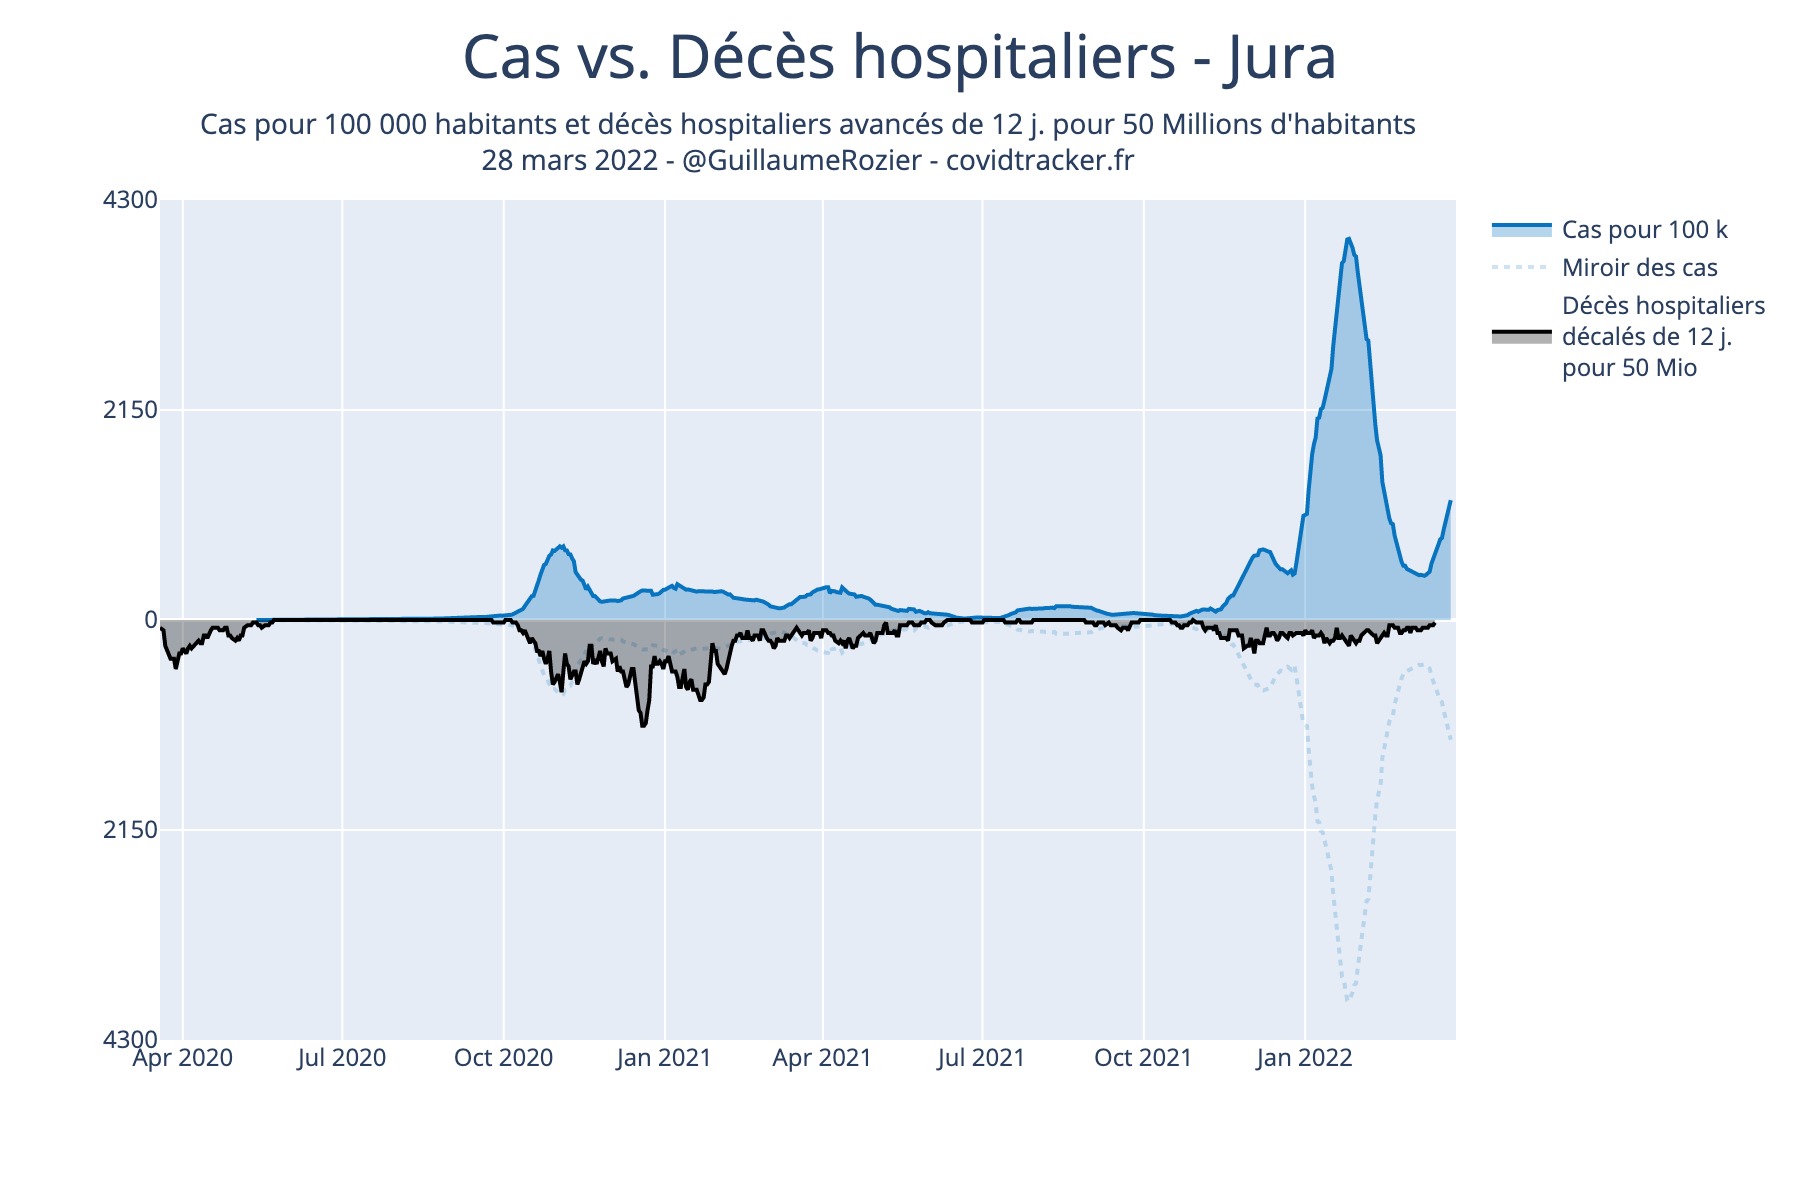 Cas vs. Décès hospitaliers - Jura
Cas pour 100 000 habitants et décès hospitaliers avancés de 12 j. pour 50 Millions d'habitants
28 mars 2022 - @GuillaumeRozier - covidtracker.fr
4300
2150
0
2150
4300
Apr 2020
Jul 2020
Oct 2020
Jan 2021
Apr 2021
Jul 2021
Oct 2021
Jan 2022
Cas pour 100 k
Miroir des cas
Décès hospitaliers
décalés de 12 j.
pour 50 Mio